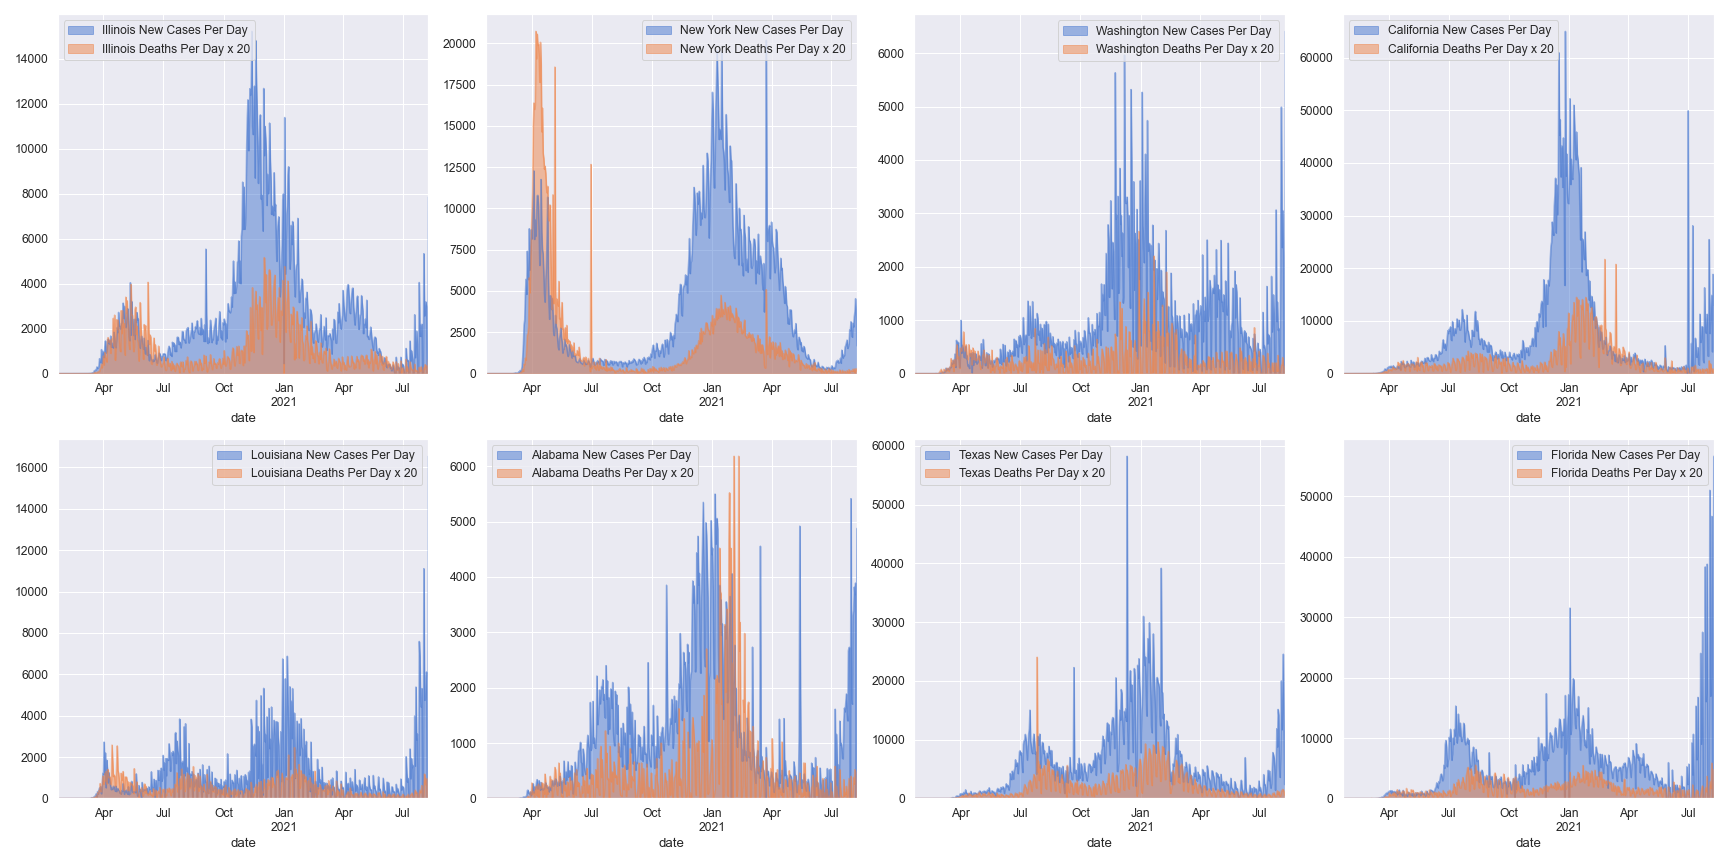 Illinois New Cases Per Day
Illinois Deaths Per Day x 20
14000
12000
10000
8000
6000
4000
2000
0
Apr Jul Oct Jan Apr Jul
2021
date
New York New Cases Per Day
New York Deaths Per Day x 20
20000
17500
15000
12500
10000
7500
5000
2500
0
Apr Jul Oct Jan Apr Jul
2021
date
Washington New Cases Per Day
Washington Deaths Per Day x 20
6000
5000
4000
3000
2000
1000
0
Apr Jul Oct Jan Apr Jul
2021
date
California New Cases Per Day
California Deaths Per Day x 20
60000
50000
40000
30000
20000
10000
0
Apr Jul Oct Jan Apr Jul
2021
date
Louisiana New Cases Per Day
Louisiana Deaths Per Day x 20
16000
14000
12000
10000
8000
6000
4000
2000
0
Apr Jul Oct Jan Apr Jul
2021
date
Alabama New Cases Per Day
Alabama Deaths Per Day x 20
6000
5000
4000
3000
2000
1000
0
Apr Jul Oct Jan Apr Jul
2021
date
Texas New Cases Per Day
Texas Deaths Per Day x 20
60000
50000
40000
30000
20000
10000
0
Apr Jul Oct Jan Apr Jul
2021
date
Florida New Cases Per Day
Florida Deaths Per Day x 20
50000
40000
30000
20000
10000
0
Apr Jul Oct Jan Apr Jul
2021
date